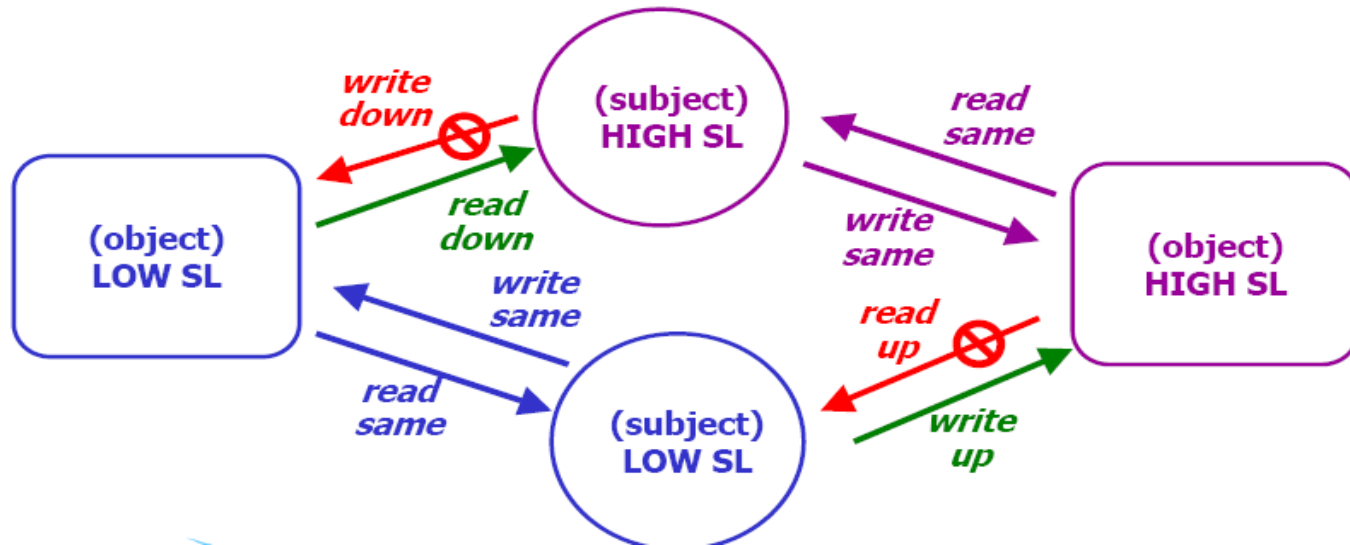 write
down
(subject)
HIGH SL
read
same
(object)
LOW SL
read
down
write
same
(object)
HIGH SL
write
same
read
up
read
same
(subject)
LOW SL
write
up